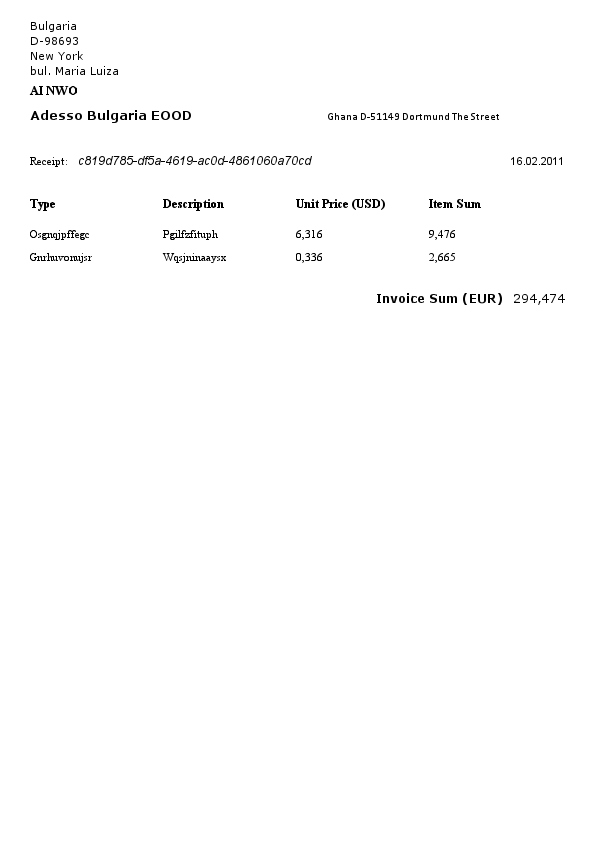 Bulgaria
D-98693
New York
bul. Maria Luiza
AI NWO
Adesso Bulgaria EOOD Ghana D-51149 Dortmund The Street
Receipt: c819d785-df5a-4619-ac0d-4861060a70cd 16.02.2011
Type Description Unit Price (USD) Item Sum
Osgnqjpffegc Pgilfzfituph 6,316 9,476
Gnrhuvonujsr Wqsjninaaysx 0,336 2,665
Invoice Sum (EUR) 294,474